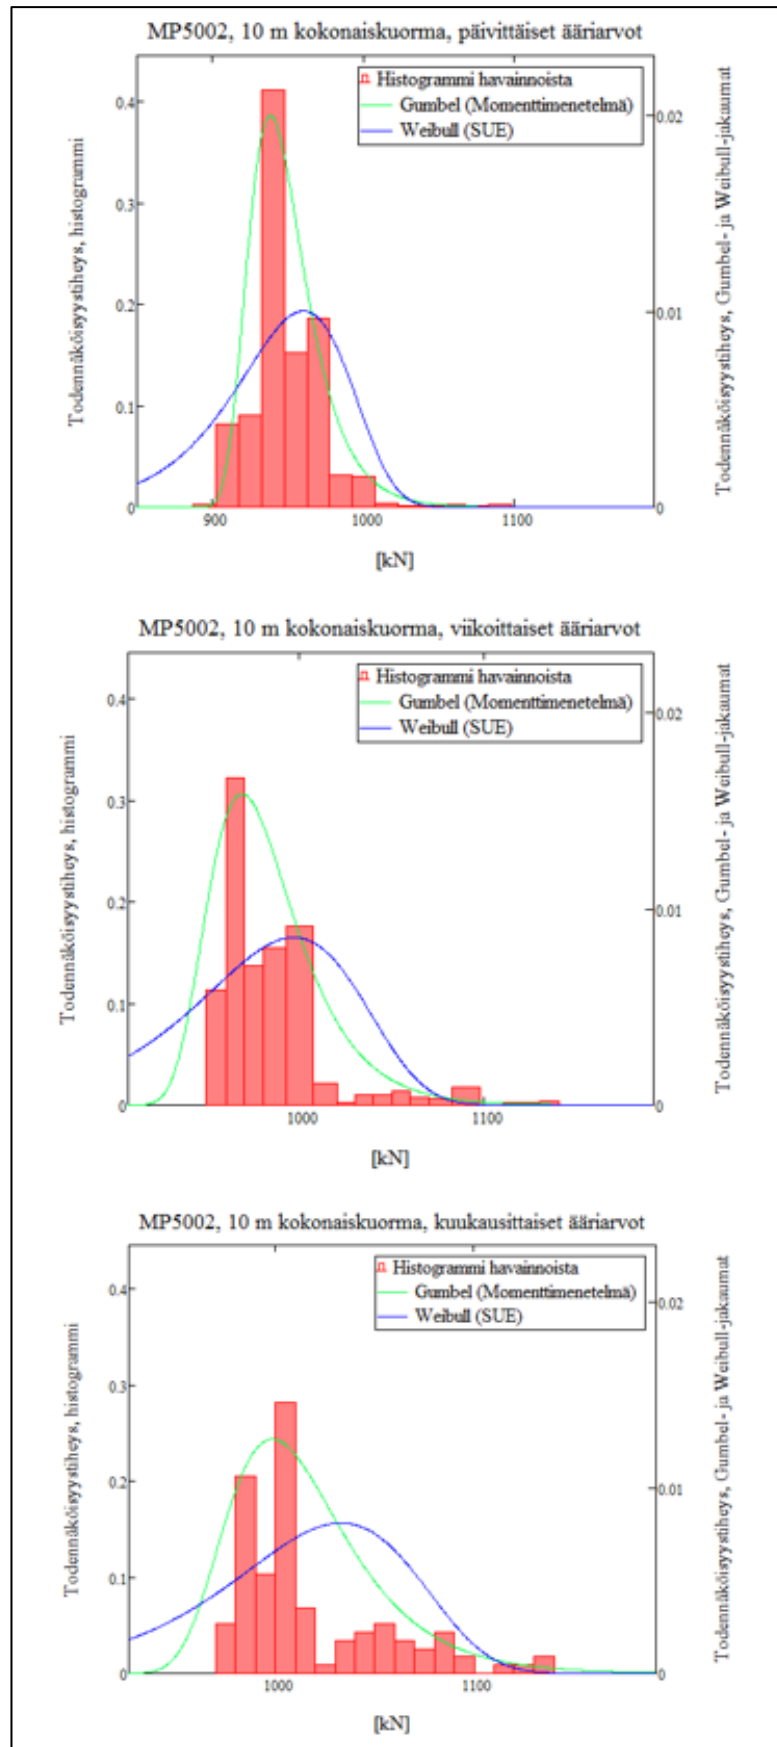 MP5002, 10 m kokonaiskuorma, päivittäiset ääriarvot
Histogrammi havainnoista
Gumbel (Momenttimenetelmä)
Weibull (SUE)
Todennäköisyystiheys, histogrammi
0.4
0.3
0.2
0.1
0
900
1000
1100
[kN]
0.02
0.01
0
Todennäköisyystiheys, Gumbel- ja Weibull-jakaumat
MP5002, 10 m kokonaiskuorma, viikoittaiset ääriarvot
Histogrammi havainnoista
Gumbel (Momenttimenetelmä)
Weibull (SUE)
Todennäköisyystiheys, histogrammi
0.4
0.3
0.2
0.1
0
1000
1100
[kN]
0.02
0.01
0
Todennäköisyystiheys, Gumbel- ja Weibull-jakaumat
MP5002, 10 m kokonaiskuorma, kuukausittaiset ääriarvot
Histogrammi havainnoista
Gumbel (Momenttimenetelmä)
Weibull (SUE)
Todennäköisyystiheys, histogrammi
0.4
0.3
0.2
0.1
0
1000
1100
[kN]
0.02
0.01
0
Todennäköisyystiheys, Gumbel- ja Weibull-jakaumat